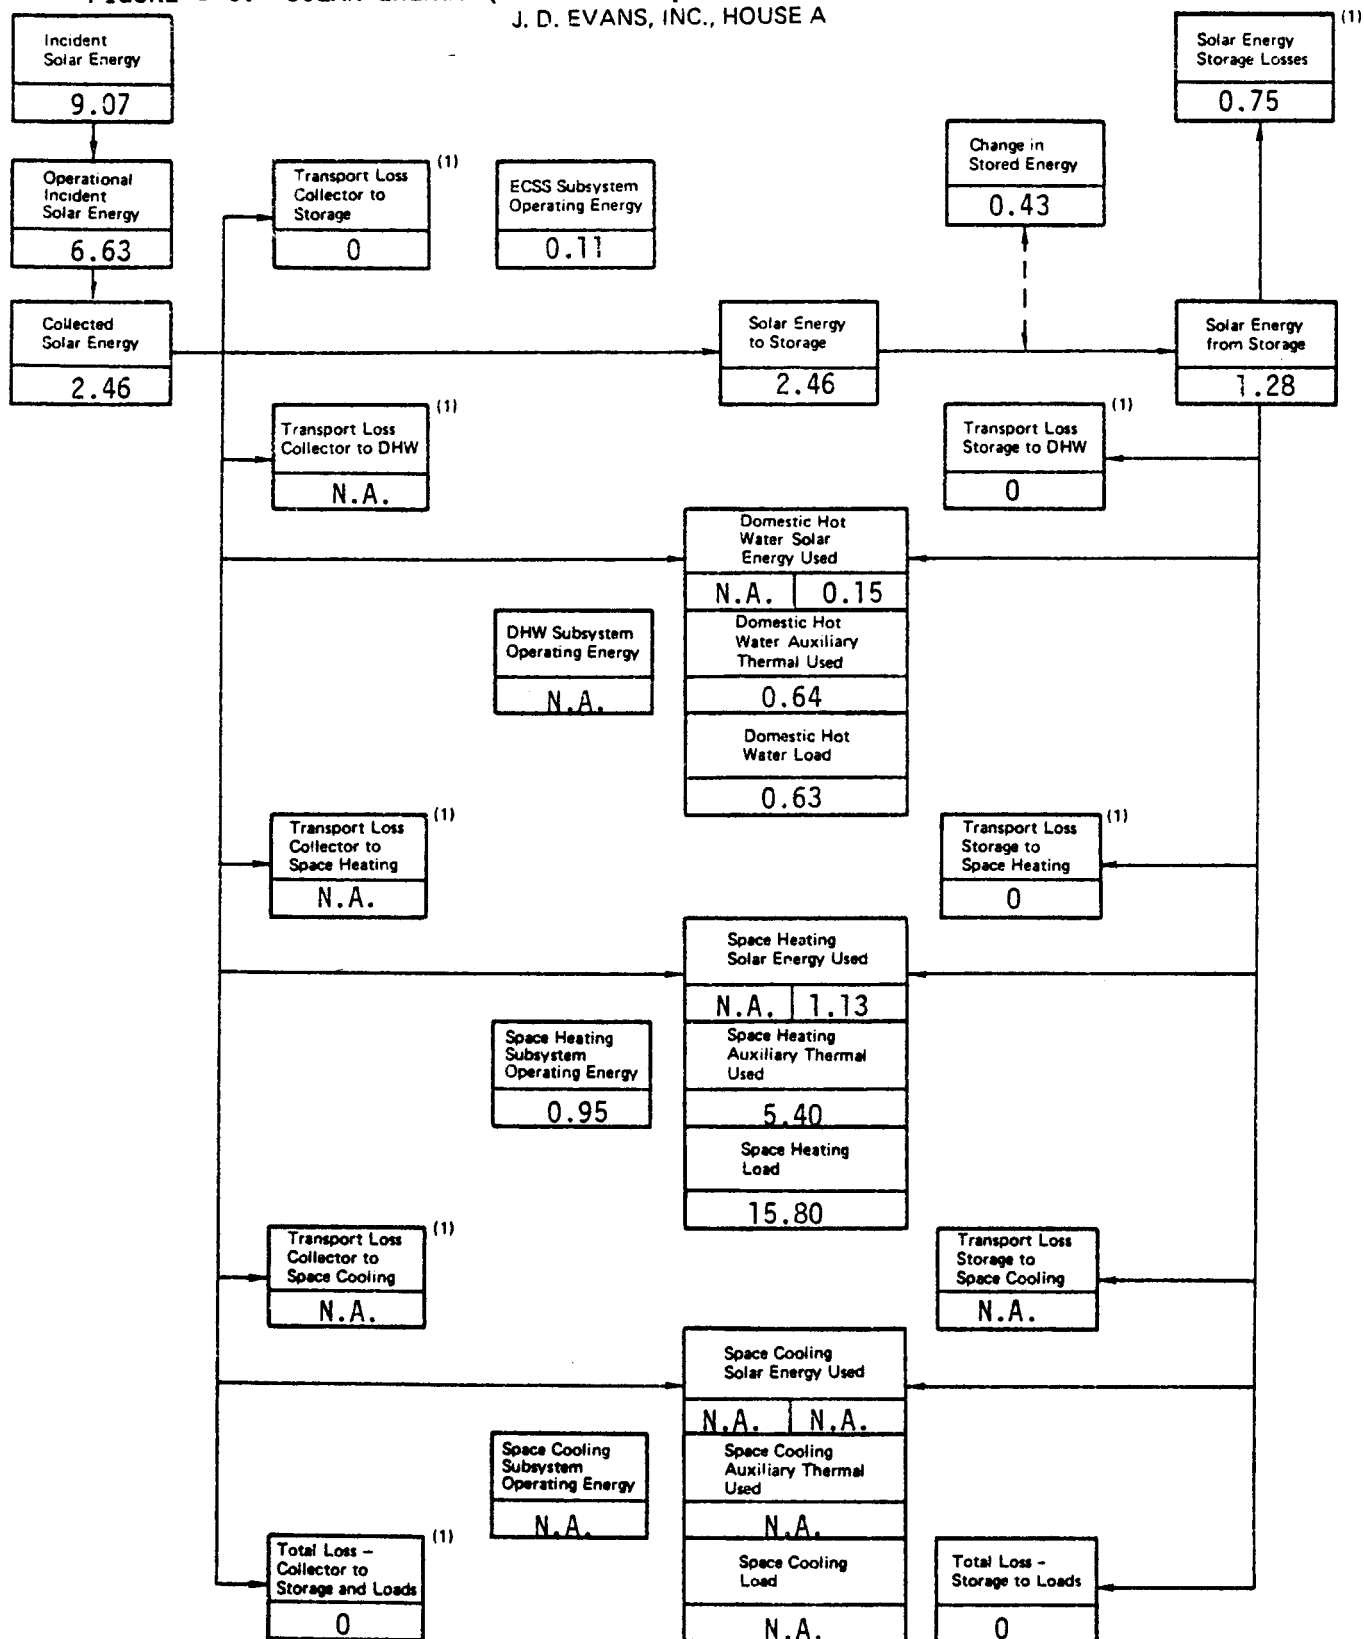 J. D. EVANS, INC., HOUSE A
Incident
Solar Energy
9.07
(1)
Solar Energy
Storage Losses
0.75
Operational
Incident
Solar Energy
6.63
(1)
Transport Loss
Collector to
Storage
0
ECSS Subsystem
Operating Energy
0.11
Change in
Stored Energy
0.43
Collected
Solar Energy
2.46
Solar Energy
to Storage
2.46
Solar Energy
from Storage
1.28
(1)
Transport Loss
Collector to DHW
N.A.
(1)
Transport Loss
Storage to DHW
0
Domestic Hot
Water Solar
Energy Used
N.A. 0.15
DHW Subsystem
Operating Energy
N.A.
Domestic Hot
Water Auxiliary
Thermal Used
0.64
Domestic Hot
Water Load
0.63
(1)
Transport Loss
Collector to
Space Heating
N.A.
(1)
Transport Loss
Storage to
Space Heating
0
Space Heating
Solar Energy Used
N.A. 1.13
Space Heating
Subsystem
Operating Energy
0.95
Space Heating
Auxiliary Thermal
Used
5.40
Space Heating
Load
15.80
(1)
Transport Loss
Collector to
Space Cooling
N.A.
Transport Loss
Storage to
Space Cooling
N.A.
Space Cooling
Solar Energy Used
N.A. N.A.
Space Cooling
Subsystem
Operating Energy
N.A.
Space Cooling
Auxiliary Thermal
Used
N.A.
(1)
Total Loss –
Collector to
Storage and Loads
0
Space Cooling
Load
N.A.
Total Loss -
Storage to Loads
0